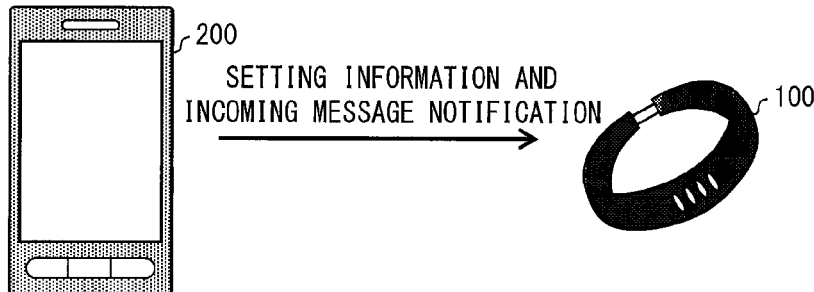 200
SETTING INFORMATION AND
INCOMING MESSAGE NOTIFICATION
100